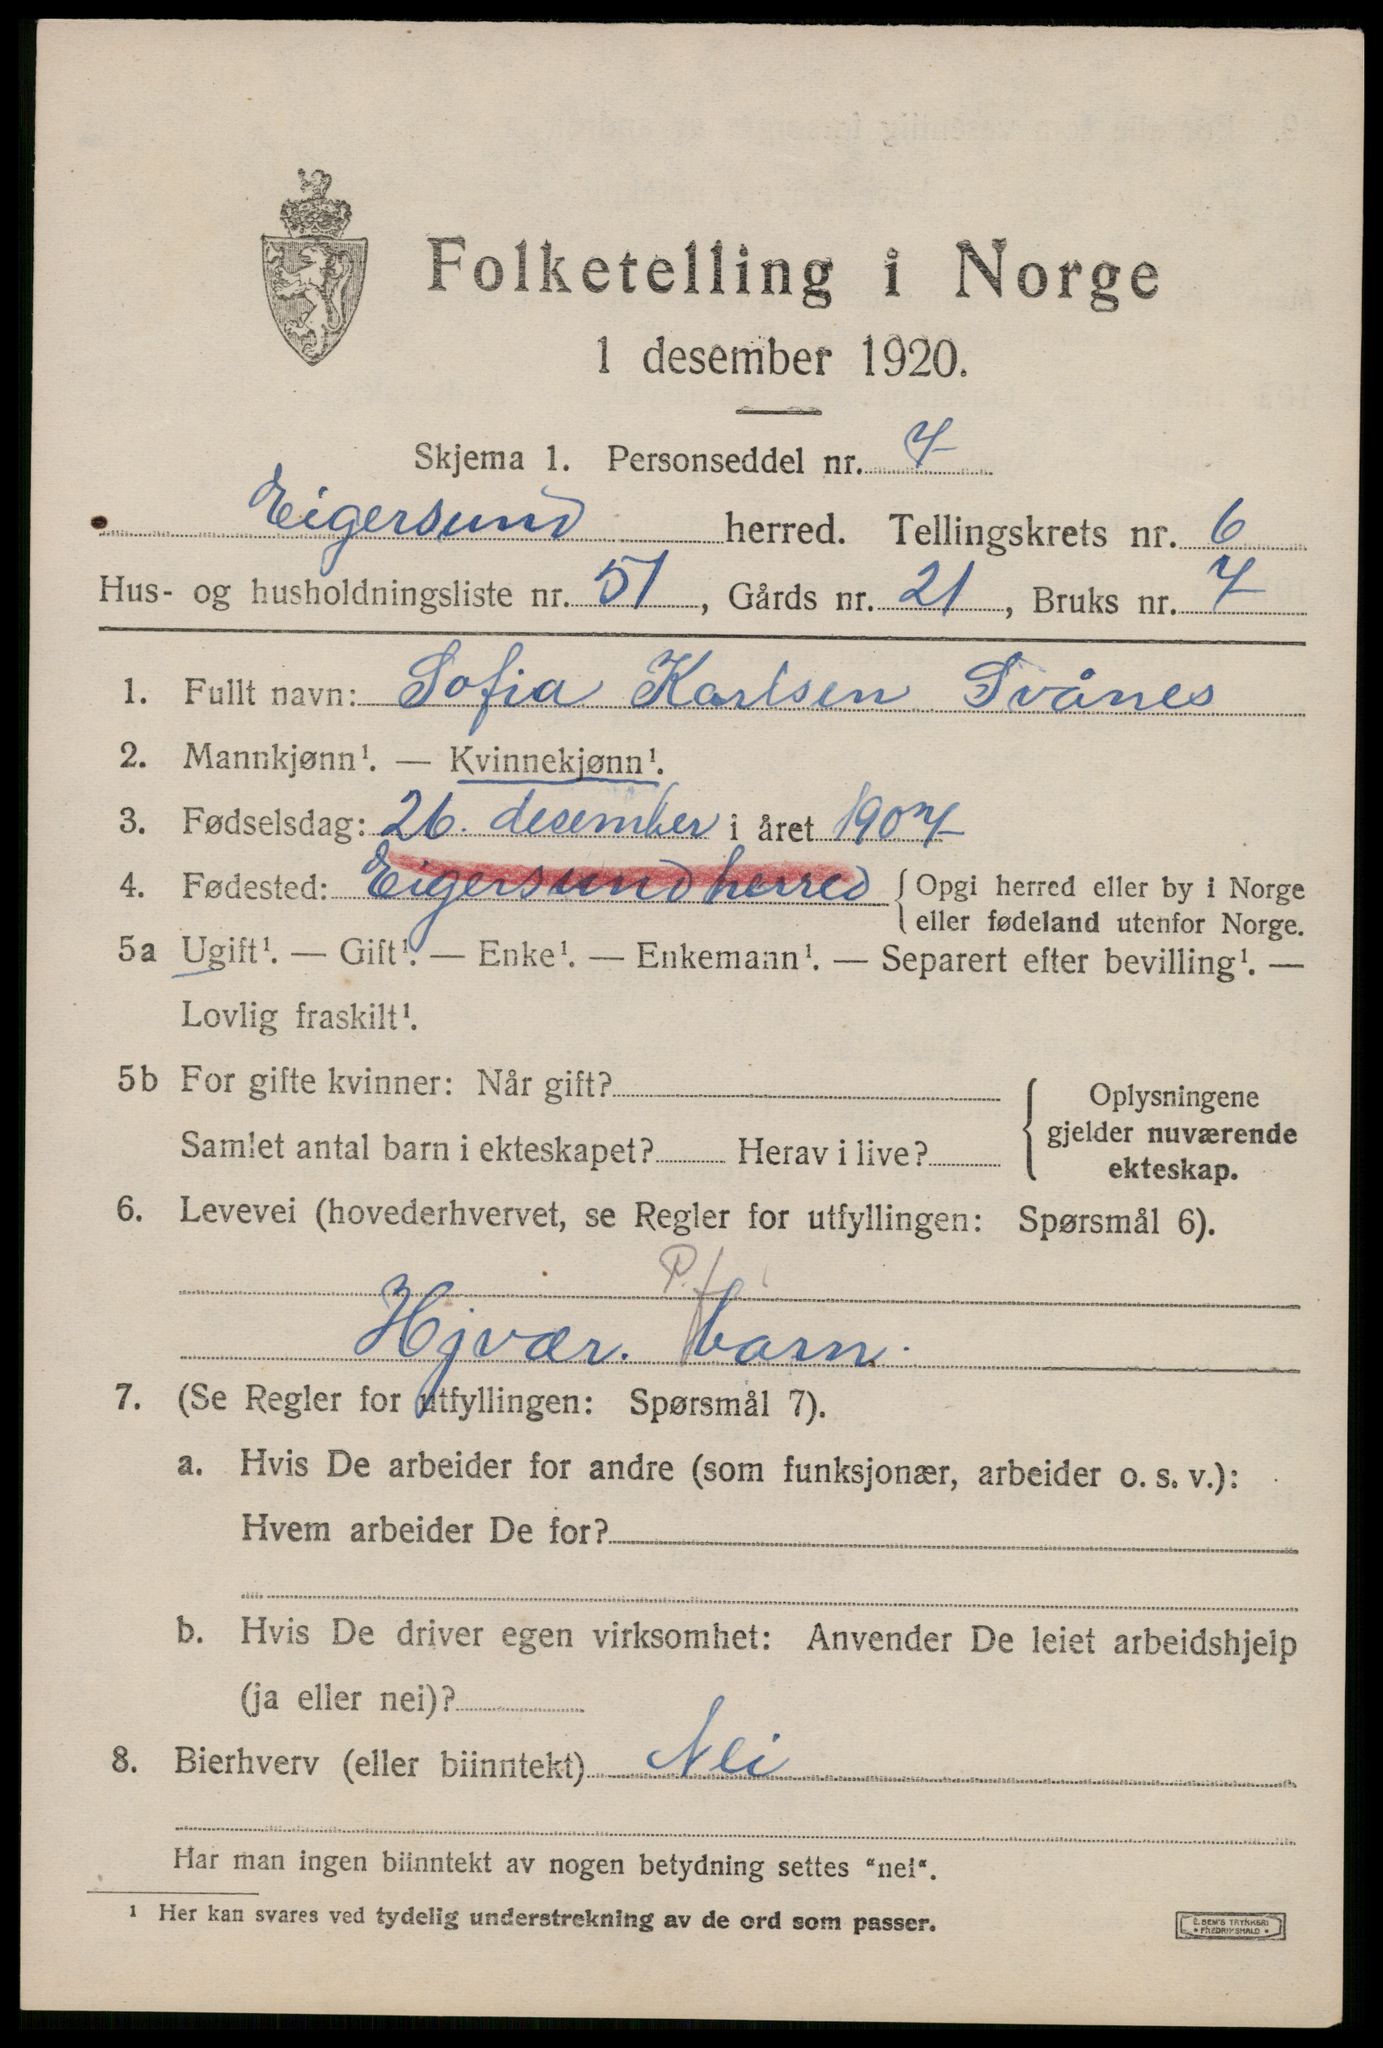 Folketelling i Norge
1 desember 1920.
Skjema 1. Personseddel nr. 7
Eigersund herred. Tellingskrets nr. 6
Hus- og husholdningsliste nr. 51, Gårds nr. 21, Bruks nr. 7
1. Fullt navn: Sofia Karlsen Svånes
2. Mannkjønn¹. — Kvinnekjønn¹.
3. Fødselsdag: 26. desember i året 1907
4. Fødested: Eigersund herred { Opgi herred eller by i Norge
eller fødeland utenfor Norge.
5a Ugift¹. — Gift¹. — Enke¹. — Enkemann¹. — Separert efter bevilling¹. —
Lovlig fraskilt¹.
5b For gifte kvinner: Når gift?
Samlet antal barn i ekteskapet? Herav i live?
{ Oplysningene
gjelder nuværende
ekteskap.
6. Levevei (hovederhvervet, se Regler for utfyllingen: Spørsmål 6).
P.f
Hjvær. barn.
7. (Se Regler for utfyllingen: Spørsmål 7).
a. Hvis De arbeider for andre (som funksjonær, arbeider o. s. v.):
Hvem arbeider De for?
b. Hvis De driver egen virksomhet: Anvender De leiet arbeidshjelp
(ja eller nei)?
8. Bierhverv (eller biinntekt) Nei
Har man ingen biinntekt av nogen betydning settes "nei".
¹ Her kan svares ved tydelig understrekning av de ord som passer.
E. SEM'S TRYKKERI
* FREDRIKSHALD *